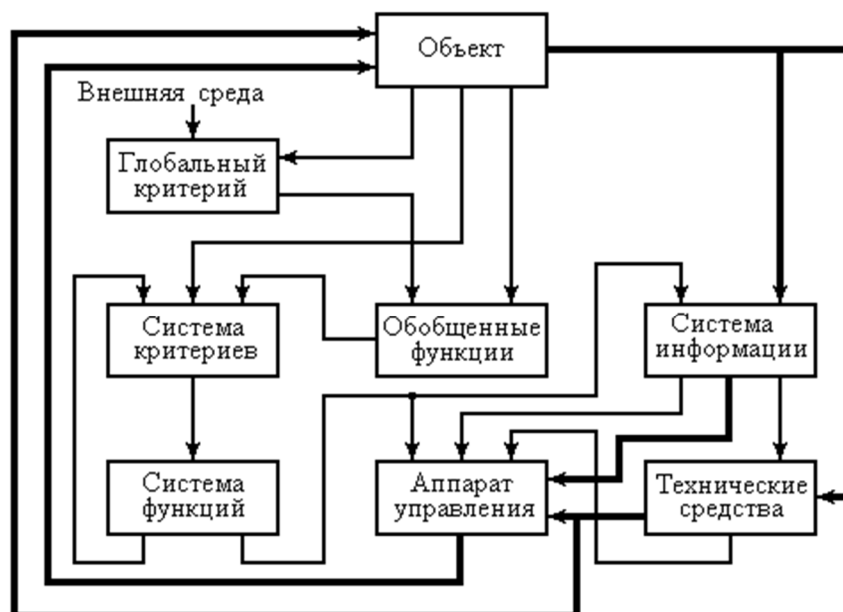 Объект
Внешняя среда
Глобальный
критерий
Система
критериев
Обобщенные
функции
Система
информации
Система
функций
Аппарат
управления
Технические
средства